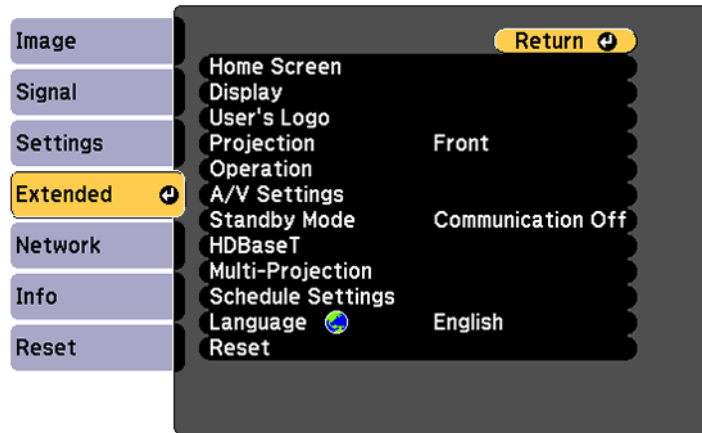 Image
Signal
Settings
Extended
Network
Info
Reset
Return
Home Screen
Display
User's Logo
Projection Front
Operation
A/V Settings
Standby Mode Communication Off
HDBaseT
Multi-Projection
Schedule Settings
Language English
Reset